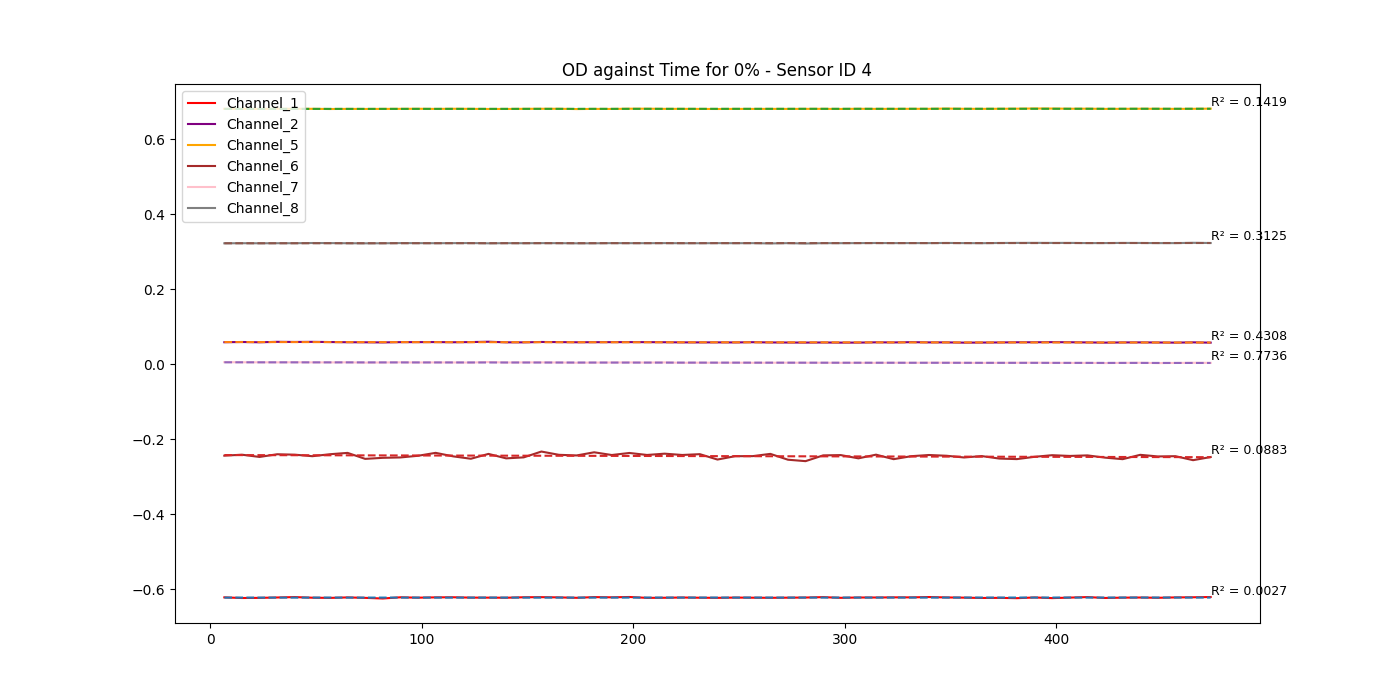 OD against Time for 0% - Sensor ID 4
Channel_1
Channel_2
Channel_5
Channel_6
Channel_7
Channel_8
R² = 0.1419
R² = 0.3125
R² = 0.4308
R² = 0.7736
R² = 0.0883
R² = 0.0027
0.6
0.4
0.2
0.0
−0.2
−0.4
−0.6
0
100
200
300
400